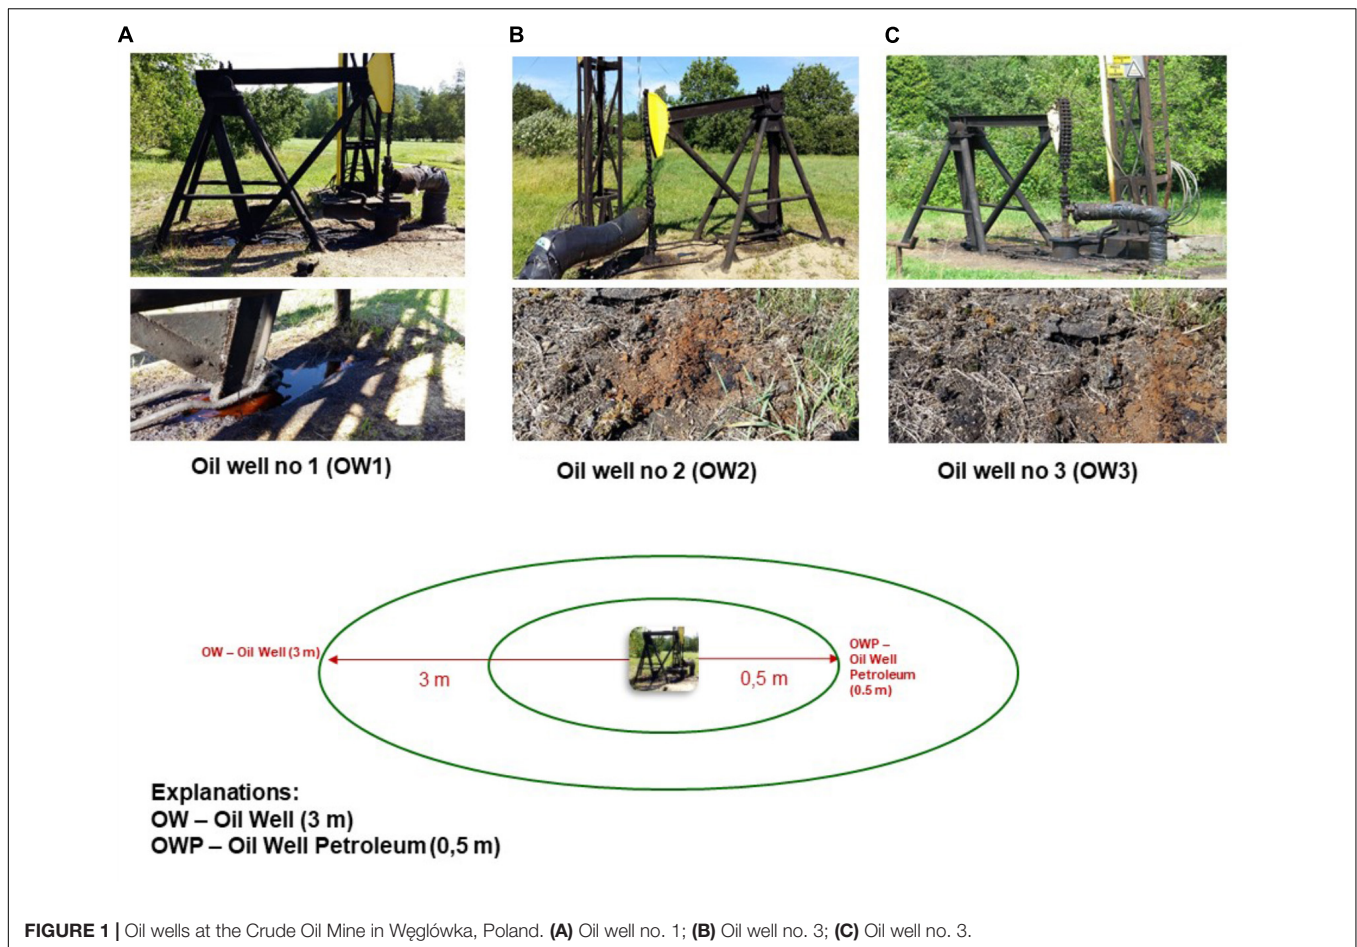 A
B
C
Oil well no 1 (OW1)
Oil well no 2 (OW2)
Oil well no 3 (OW3)
OW – Oil Well (3 m)
3 m
0,5 m
OWP –
Oil Well
Petroleum
(0.5 m)
Explanations:
OW – Oil Well (3 m)
OWP – Oil Well Petroleum (0,5 m)
FIGURE 1 | Oil wells at the Crude Oil Mine in Węglówka, Poland. (A) Oil well no. 1; (B) Oil well no. 3; (C) Oil well no. 3.